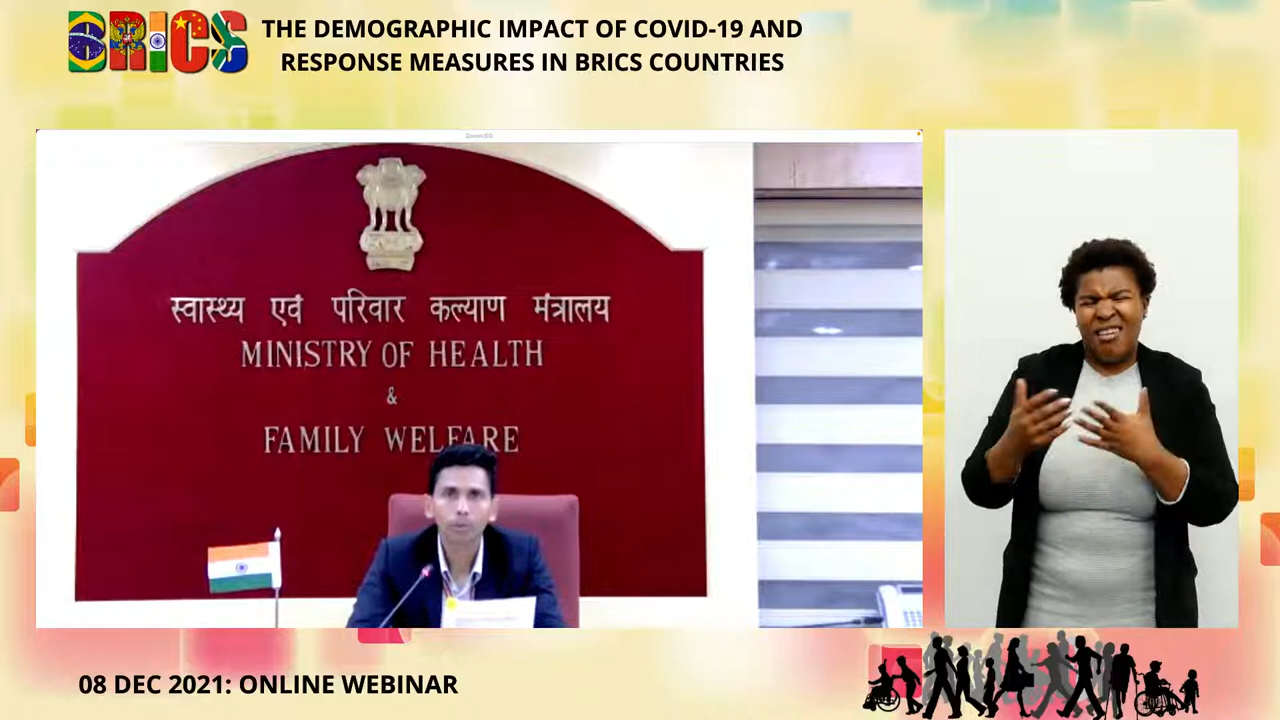 BRICS
THE DEMOGRAPHIC IMPACT OF COVID-19 AND
RESPONSE MEASURES IN BRICS COUNTRIES
स्वास्थ्य एवं परिवार कल्याण मंत्रालय
MINISTRY OF HEALTH
&
FAMILY WELFARE
08 DEC 2021: ONLINE WEBINAR